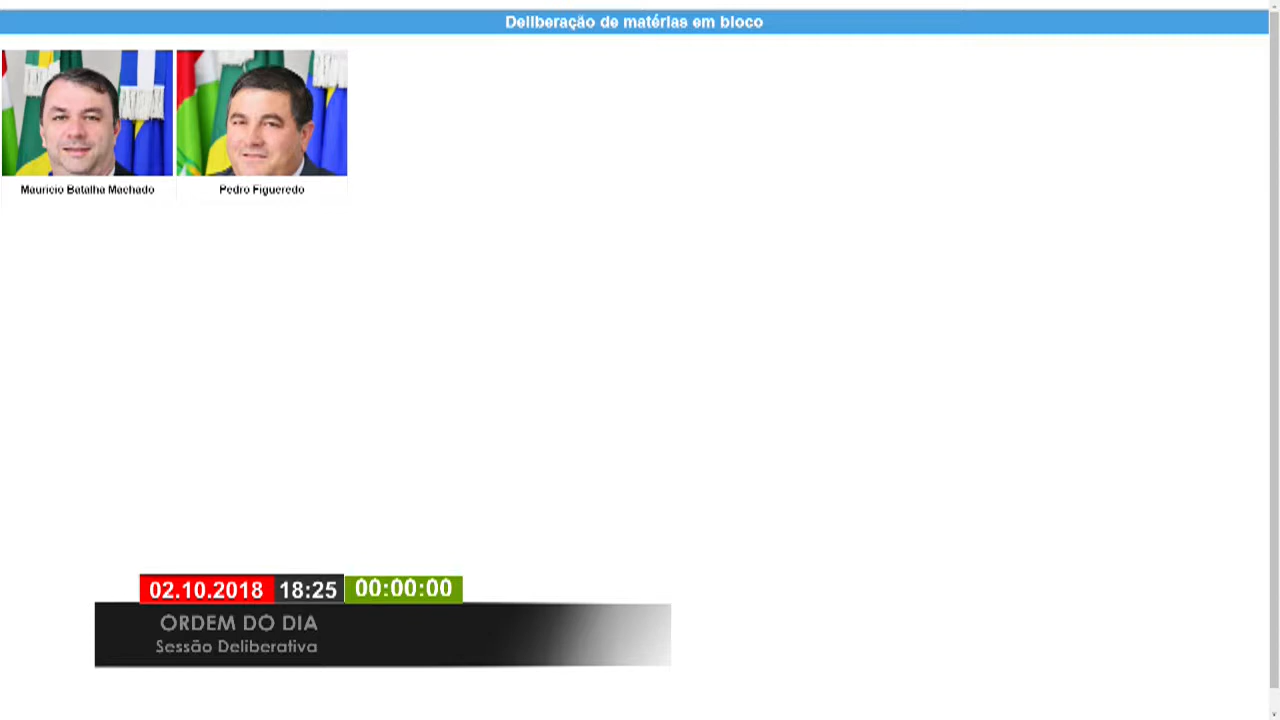 Deliberação de matérias em bloco
Mauricio Batalha Machado
Pedro Figueredo
02.10.2018 18:25 00:00:00
ORDEM DO DIA
Sessão Deliberativa